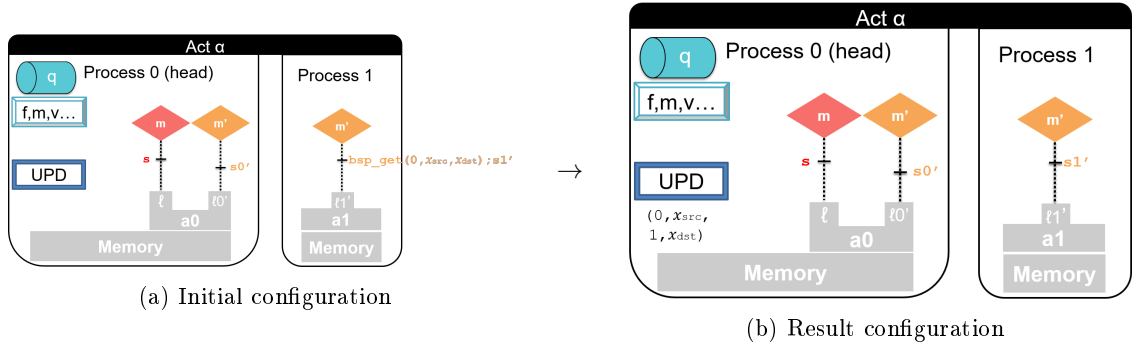 Act α
q
Process 0 (head)
Process 1
f,m,v...
m
m'
m'
s
s0'
bsp_get(0,xsrc,xdst);s1'
UPD
ℓ
ℓ0'
ℓ1'
a0
a1
Memory
Memory
(a) Initial configuration
→
Act α
q
Process 0 (head)
Process 1
f,m,v...
m
m'
m'
s
s0'
s1'
UPD
(0,xsrc,
1,xdst)
ℓ
ℓ0'
ℓ1'
a0
a1
Memory
Memory
(b) Result configuration